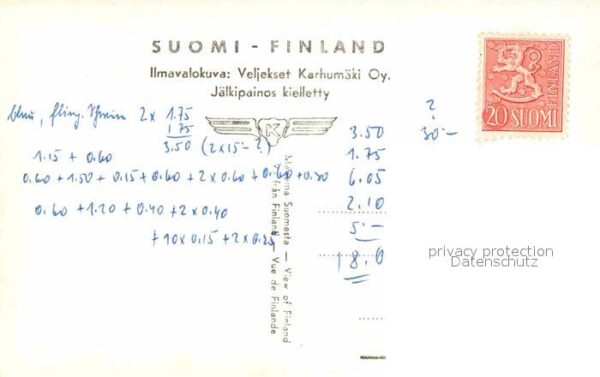 SUOMI - FINLAND
Ilmavalokuva: Veljekset Karhumäki Oy.
Jälkipainos kielletty
2 x 1.75
1.75
3.50 (2x15.- ?)
1.15 + 0.60
0.60 + 1.50 + 0.15 + 0.60 + 2 x 0.60 + 0.60 + 0.30
0.60 + 1.20 + 0.40 + 2 x 0.40
+ 10 x 0.15 + 2 x 0.25
K
Maisema Suomesta — View of Finland
från Finland — Vue de Finlande
3.50
1.75
6.05
2.10
5.—
18.0
?
30.—
20 SUOMI
FINLAND
privacy protection
Datenschutz